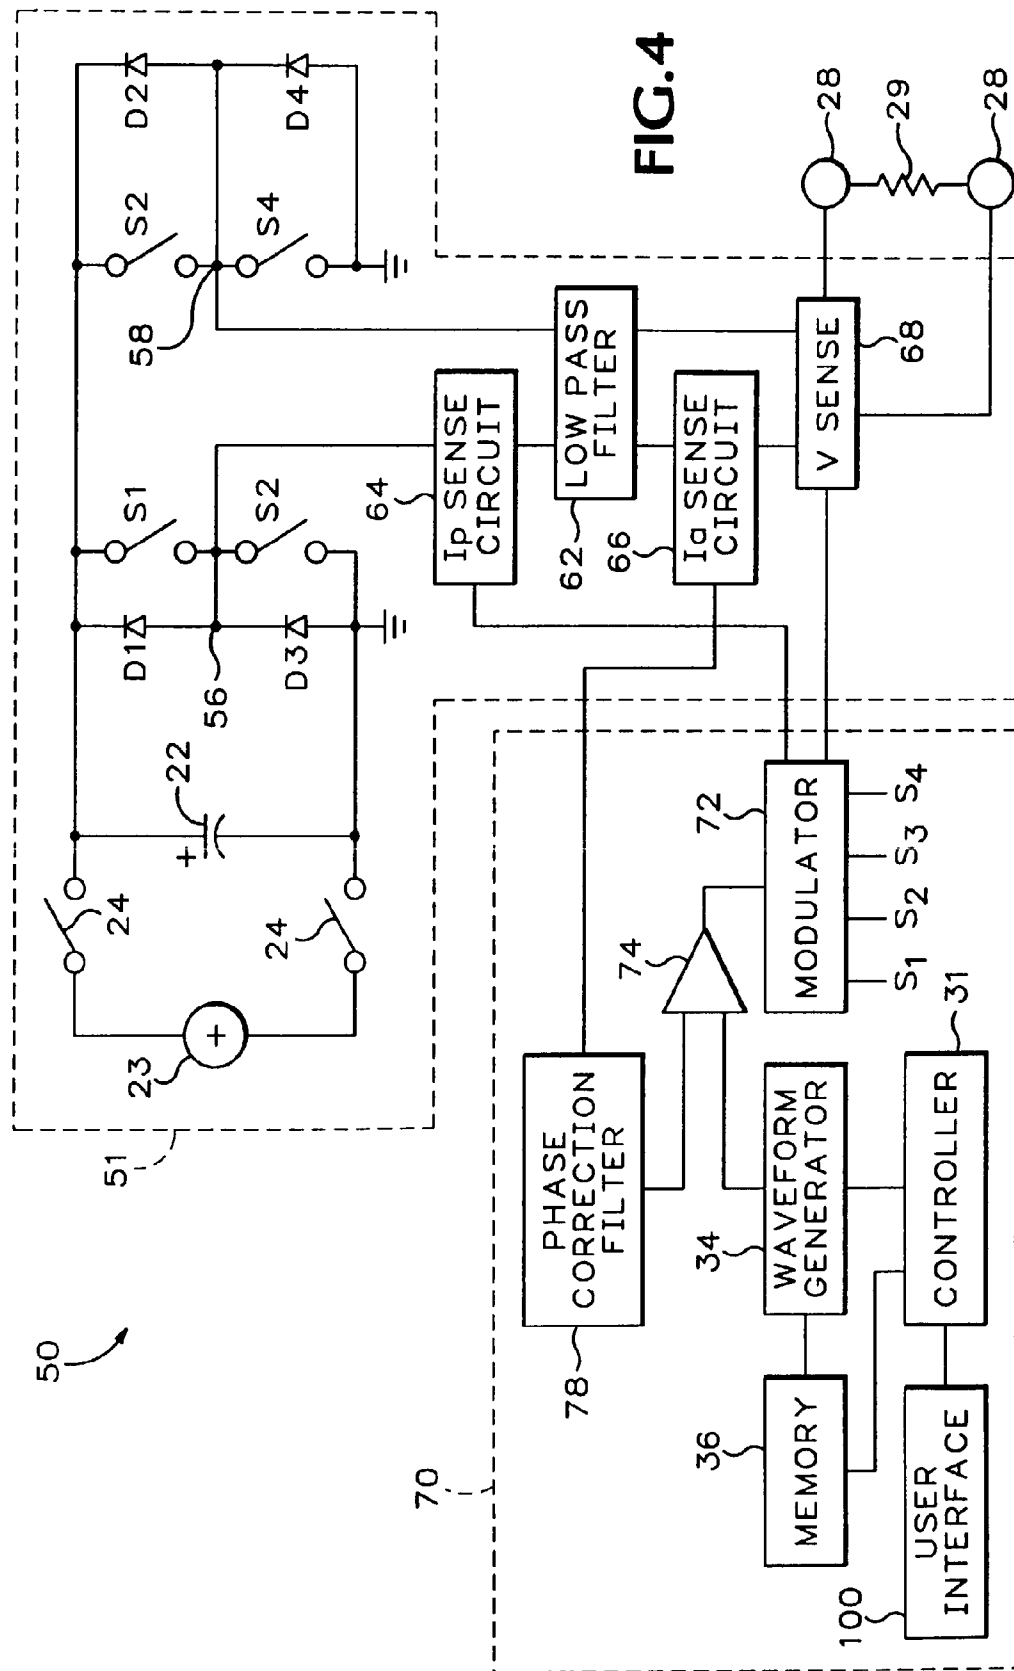 50
51
23
24
24
+
22
+
D1
D3
56
S1
S2
58
S2
S4
D2
D4
64
Ip SENSE
CIRCUIT
62
LOW PASS
FILTER
66
Ia SENSE
CIRCUIT
V SENSE
68
28
29
28
FIG.4
70
78
PHASE
CORRECTION
FILTER
74
72
MODULATOR
S1
S2
S3
S4
36
MEMORY
34
WAVEFORM
GENERATOR
31
CONTROLLER
100
USER
INTERFACE